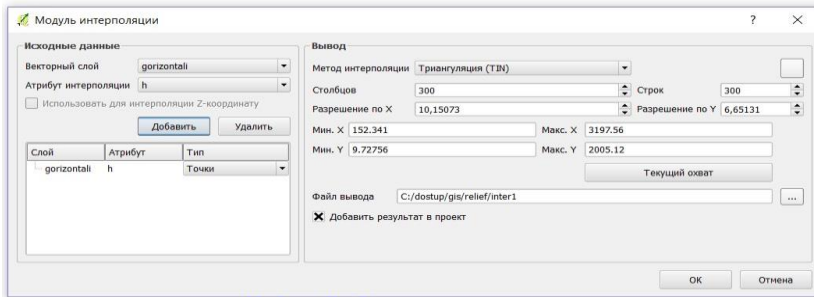 Модуль интерполяции
?
Исходные данные
Векторный слой gorizontali
Атрибут интерполяции h
Использовать для интерполяции Z-координату
Добавить Удалить
Слой Атрибут Тип
gorizontali h Точки
Вывод
Метод интерполяции Триангуляция (TIN)
Столбцов 300 Строк 300
Разрешение по X 10,15073 Разрешение по Y 6,65131
Мин. X 152.341 Макс. X 3197.56
Мин. Y 9.72756 Макс. Y 2005.12
Текущий охват
Файл вывода C:/dostup/gis/relief/inter1 ...
Добавить результат в проект
ОК Отмена